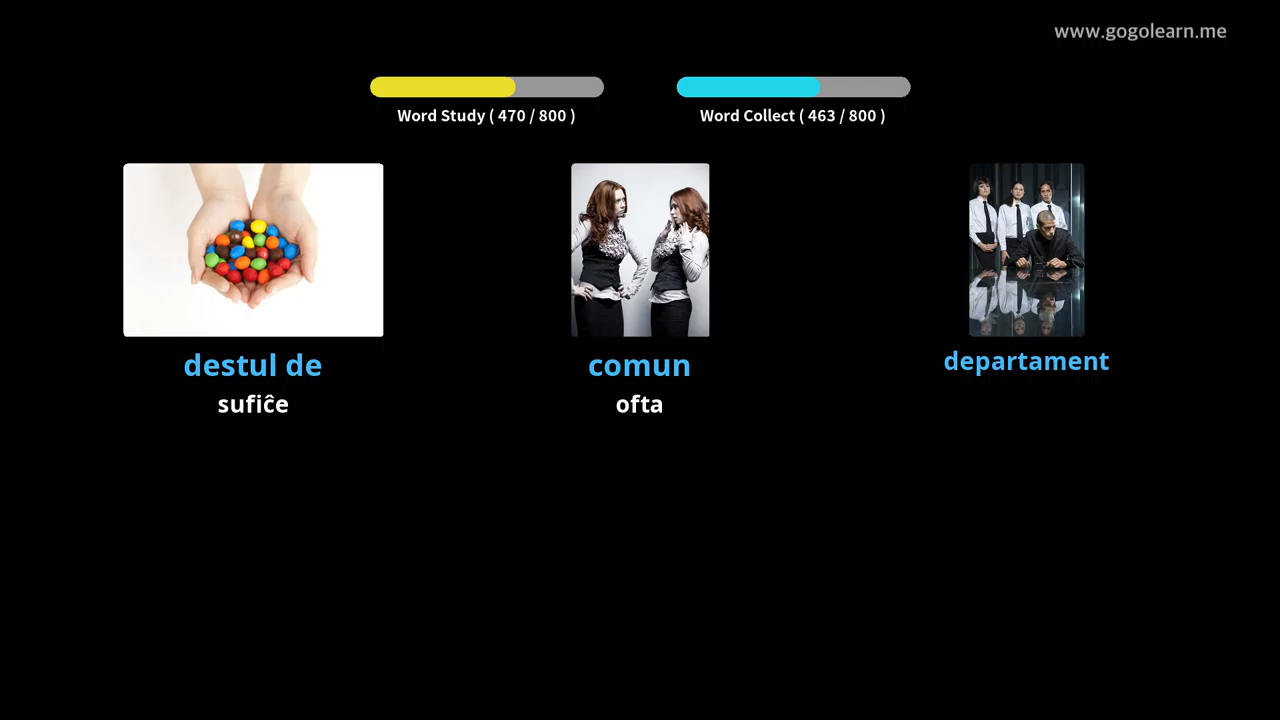 www.gogolearn.me
Word Study ( 470 / 800 )
Word Collect ( 463 / 800 )
destul de
sufiĉe
comun
ofta
departament